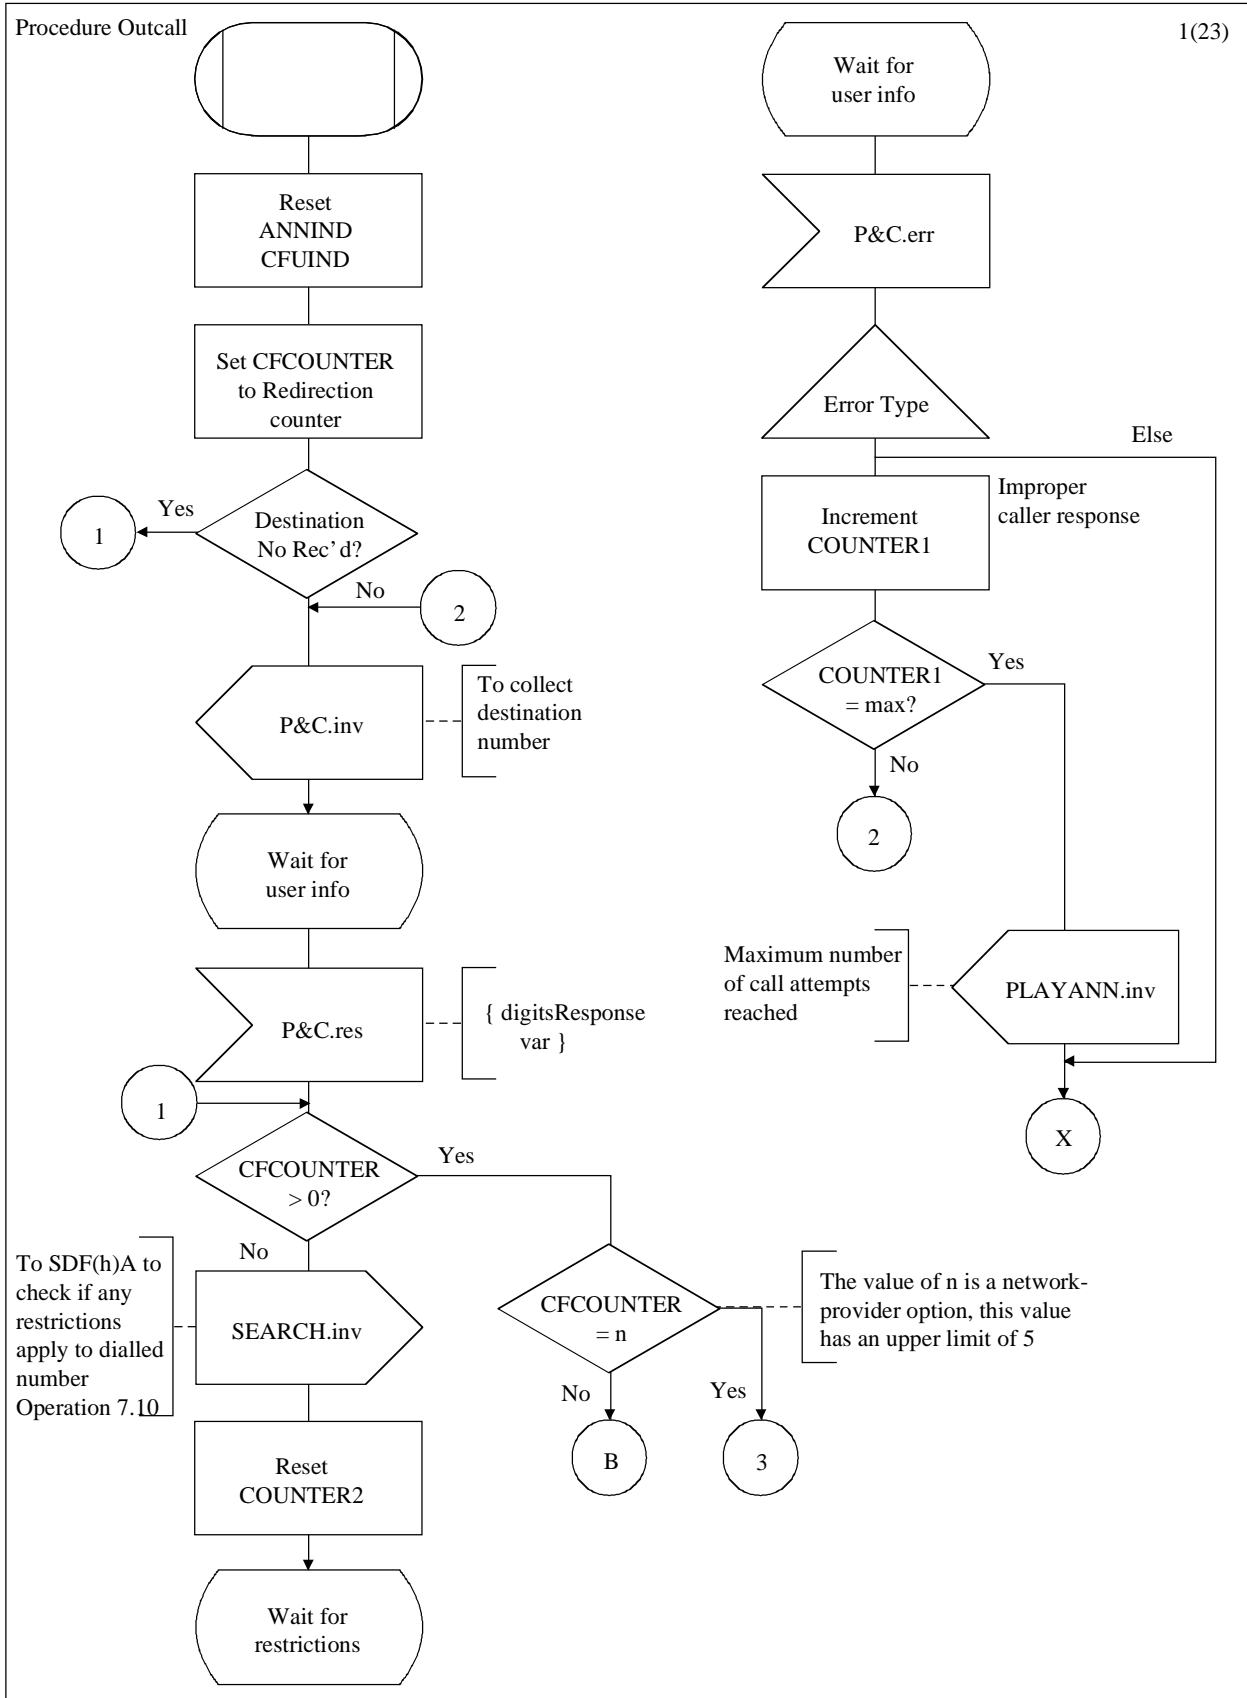 Procedure Outcall
1(23)
Reset
ANNIND
CFUIND
Set CFCOUNTER
to Redirection
counter
Yes
1
Destination
No Rec'd?
No
2
P&C.inv
To collect
destination
number
Wait for
user info
P&C.res
{ digitsResponse
var }
1
CFCOUNTER
> 0?
Yes
No
To SDF(h)A to
check if any
restrictions
apply to dialled
number
Operation 7.10
SEARCH.inv
CFCOUNTER
= n
The value of n is a network-
provider option, this value
has an upper limit of 5
No
Yes
B
3
Reset
COUNTER2
Wait for
restrictions
Wait for
user info
P&C.err
Error Type
Else
Improper
caller response
Increment
COUNTER1
COUNTER1
= max?
Yes
No
2
Maximum number
of call attempts
reached
PLAYANN.inv
X